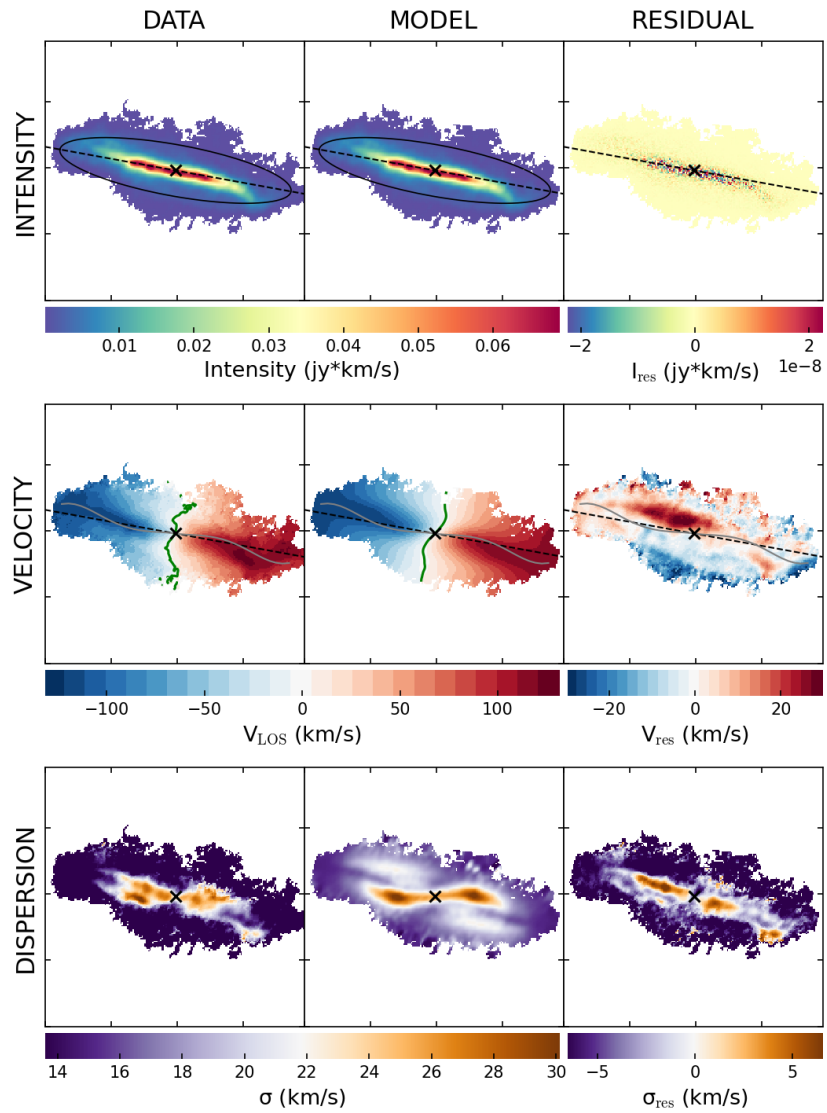 DATA MODEL RESIDUAL
INTENSITY
0.01 0.02 0.03 0.04 0.05 0.06
Intensity (jy*km/s)
−2 0 2
1e−8
I_res (jy*km/s)
VELOCITY
−100 −50 0 50 100
V_LOS (km/s)
−20 0 20
V_res (km/s)
DISPERSION
14 16 18 20 22 24 26 28 30
σ (km/s)
−5 0 5
σ_res (km/s)